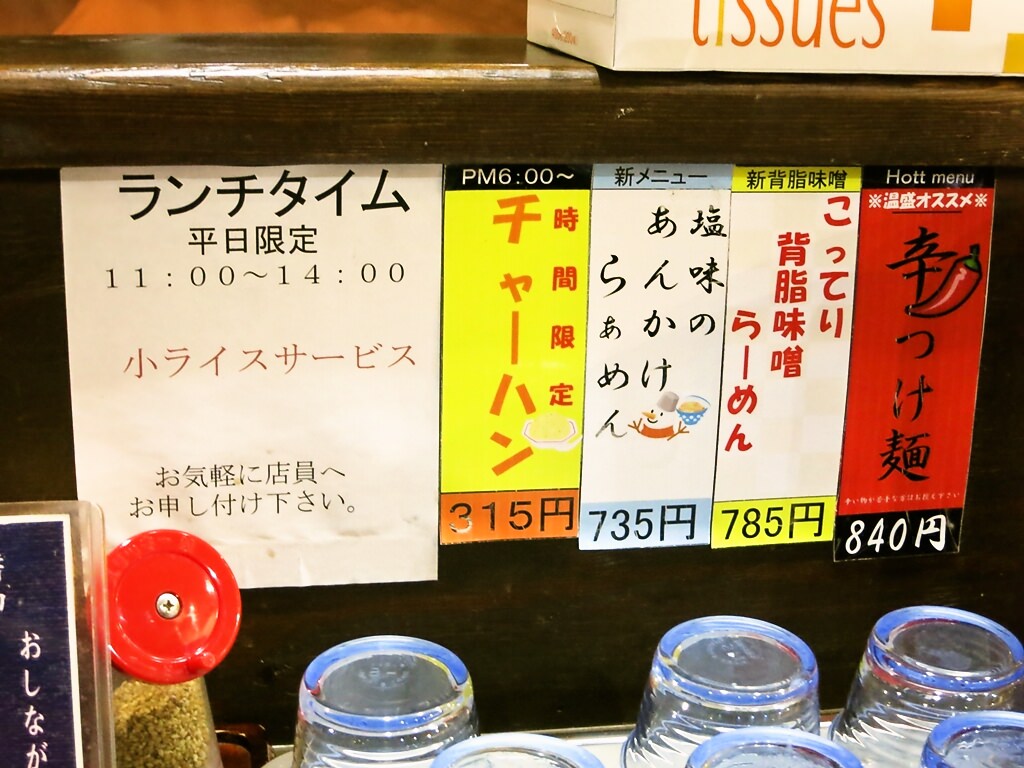 tissues
ランチタイム
平日限定
11:00～14:00
小ライスサービス
お気軽に店員へ
お申し付け下さい。
PM6:00～
時間限定
チャーハン
315円
新メニュー
塩味の
あんかけ
らぁめん
735円
新背脂味噌
こってり
背脂味噌
らーめん
785円
Hott menu
※温盛オススメ※
辛つけ麺
840円
おしなが